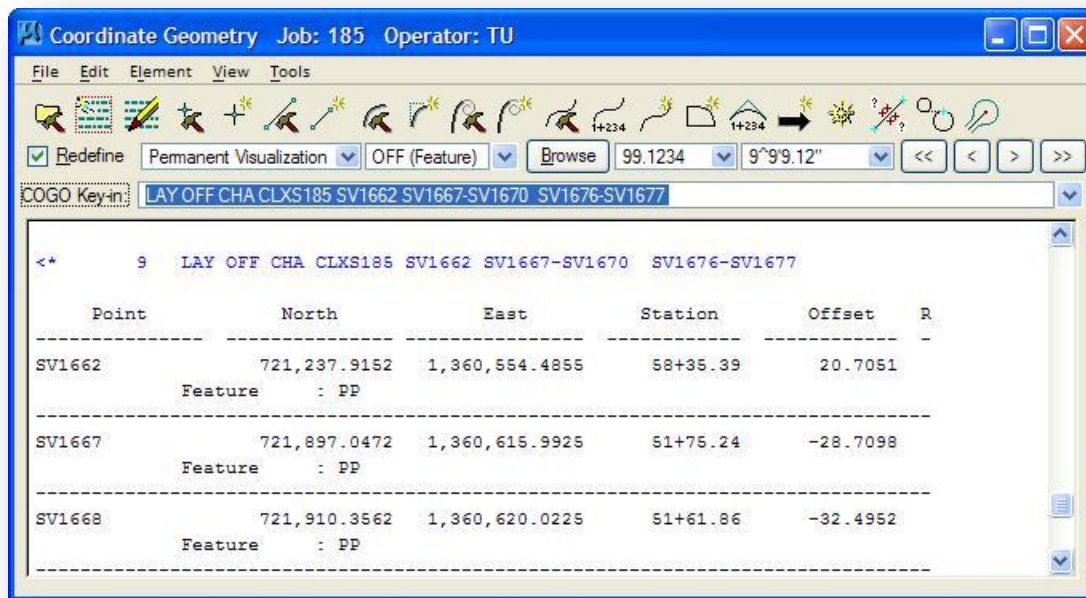 Coordinate Geometry Job: 185 Operator: TU
File Edit Element View Tools
1+234 1+234 ? ?
Redefine Permanent Visualization OFF (Feature) Browse 99.1234 9^9'9.12" << < > >>
COGO Key-in: LAY OFF CHA CLXS185 SV1662 SV1667-SV1670 SV1676-SV1677
<* 9 LAY OFF CHA CLXS185 SV1662 SV1667-SV1670 SV1676-SV1677
Point North East Station Offset R
SV1662 721,237.9152 1,360,554.4855 58+35.39 20.7051
Feature : PP
SV1667 721,897.0472 1,360,615.9925 51+75.24 -28.7098
Feature : PP
SV1668 721,910.3562 1,360,620.0225 51+61.86 -32.4952
Feature : PP